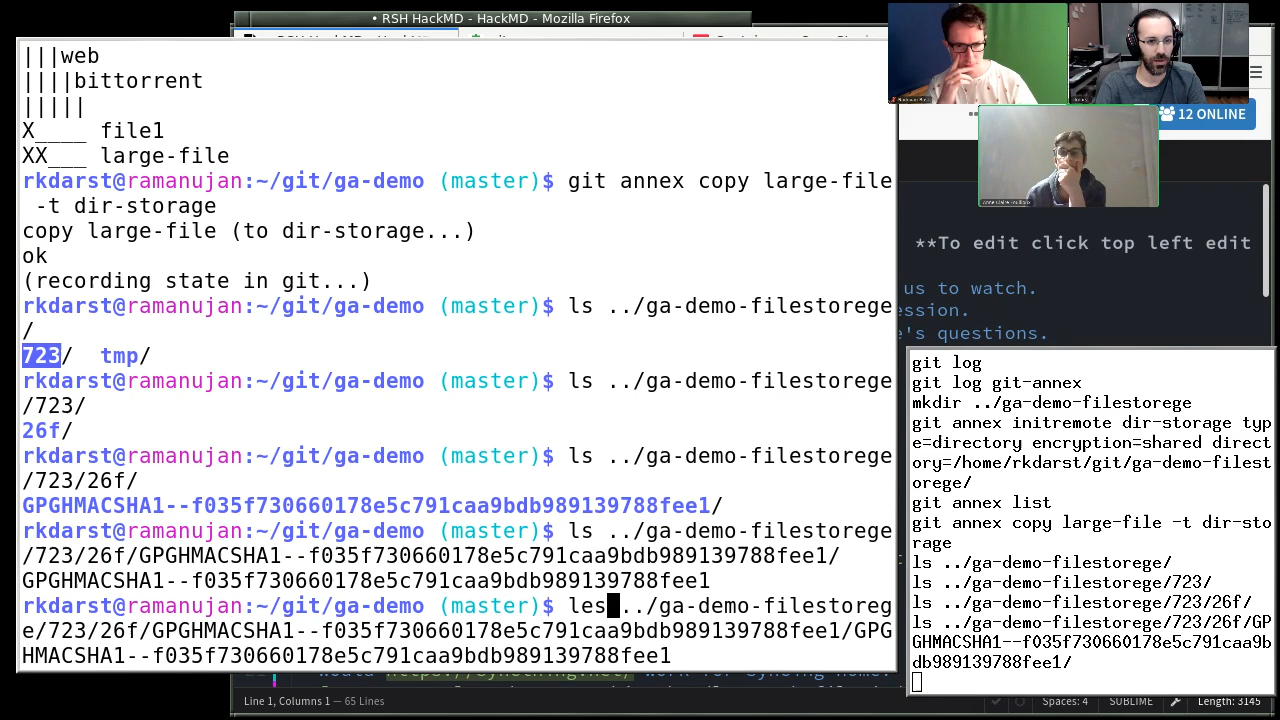 • RSH HackMD - HackMD - Mozilla Firefox
|||web
||||bittorrent
|||||
X____ file1
XX___ large-file
rkdarst@ramanujan:~/git/ga-demo (master)$ git annex copy large-file
 -t dir-storage
copy large-file (to dir-storage...)
ok
(recording state in git...)
rkdarst@ramanujan:~/git/ga-demo (master)$ ls ../ga-demo-filestorege
/
723/  tmp/
rkdarst@ramanujan:~/git/ga-demo (master)$ ls ../ga-demo-filestorege
/723/
26f/
rkdarst@ramanujan:~/git/ga-demo (master)$ ls ../ga-demo-filestorege
/723/26f/
GPGHMACSHA1--f035f730660178e5c791caa9bdb989139788fee1/
rkdarst@ramanujan:~/git/ga-demo (master)$ ls ../ga-demo-filestorege
/723/26f/GPGHMACSHA1--f035f730660178e5c791caa9bdb989139788fee1/
GPGHMACSHA1--f035f730660178e5c791caa9bdb989139788fee1
rkdarst@ramanujan:~/git/ga-demo (master)$ les ../ga-demo-filestoreg
e/723/26f/GPGHMACSHA1--f035f730660178e5c791caa9bdb989139788fee1/GPG
HMACSHA1--f035f730660178e5c791caa9bdb989139788fee1
12 ONLINE
**To edit click top left edit
us to watch.
ession.
e's questions.
git log
git log git-annex
mkdir ../ga-demo-filestorege
git annex initremote dir-storage typ
e=directory encryption=shared direct
ory=/home/rkdarst/git/ga-demo-filest
orege/
git annex list
git annex copy large-file -t dir-sto
rage
ls ../ga-demo-filestorege/
ls ../ga-demo-filestorege/723/
ls ../ga-demo-filestorege/723/26f/
ls ../ga-demo-filestorege/723/26f/GP
GHMACSHA1--f035f730660178e5c791caa9b
db989139788fee1/
Line 1, Columns 1 — 65 Lines
Spaces: 4
SUBLIME
Length: 3145